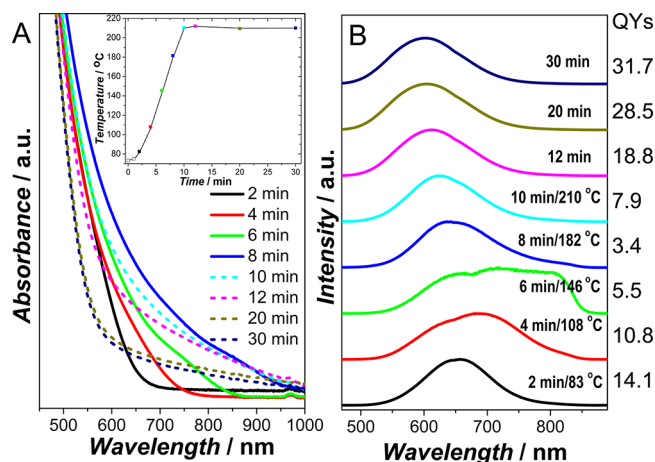 A
Absorbance / a.u.
Temperature / °C
220
200
180
160
140
120
100
80
60
0 5 10 15 20 25 30
Time / min
2 min
4 min
6 min
8 min
10 min
12 min
20 min
30 min
500 600 700 800 900 1000
Wavelength / nm
B
QYs
Intensity / a.u.
30 min 31.7
20 min 28.5
12 min 18.8
10 min/210 °C 7.9
8 min/182 °C 3.4
6 min/146 °C 5.5
4 min/108 °C 10.8
2 min/83 °C 14.1
500 600 700 800
Wavelength / nm